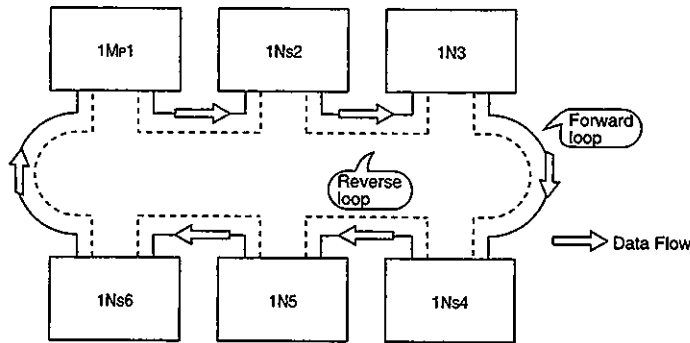 1MP1
1Ns2
1N3
Forward
loop
Reverse
loop
Data Flow
1Ns6
1N5
1Ns4